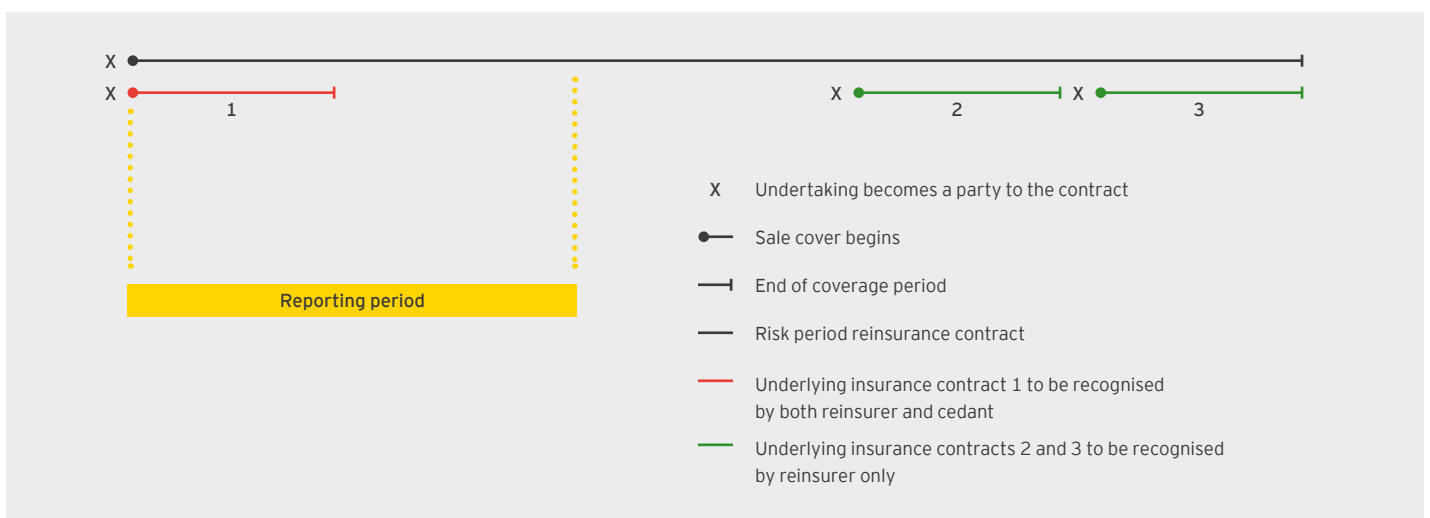 X
X
1
X
2
X
3
X Undertaking becomes a party to the contract
Sale cover begins
End of coverage period
Reporting period
Risk period reinsurance contract
Underlying insurance contract 1 to be recognised
by both reinsurer and cedant
Underlying insurance contracts 2 and 3 to be recognised
by reinsurer only